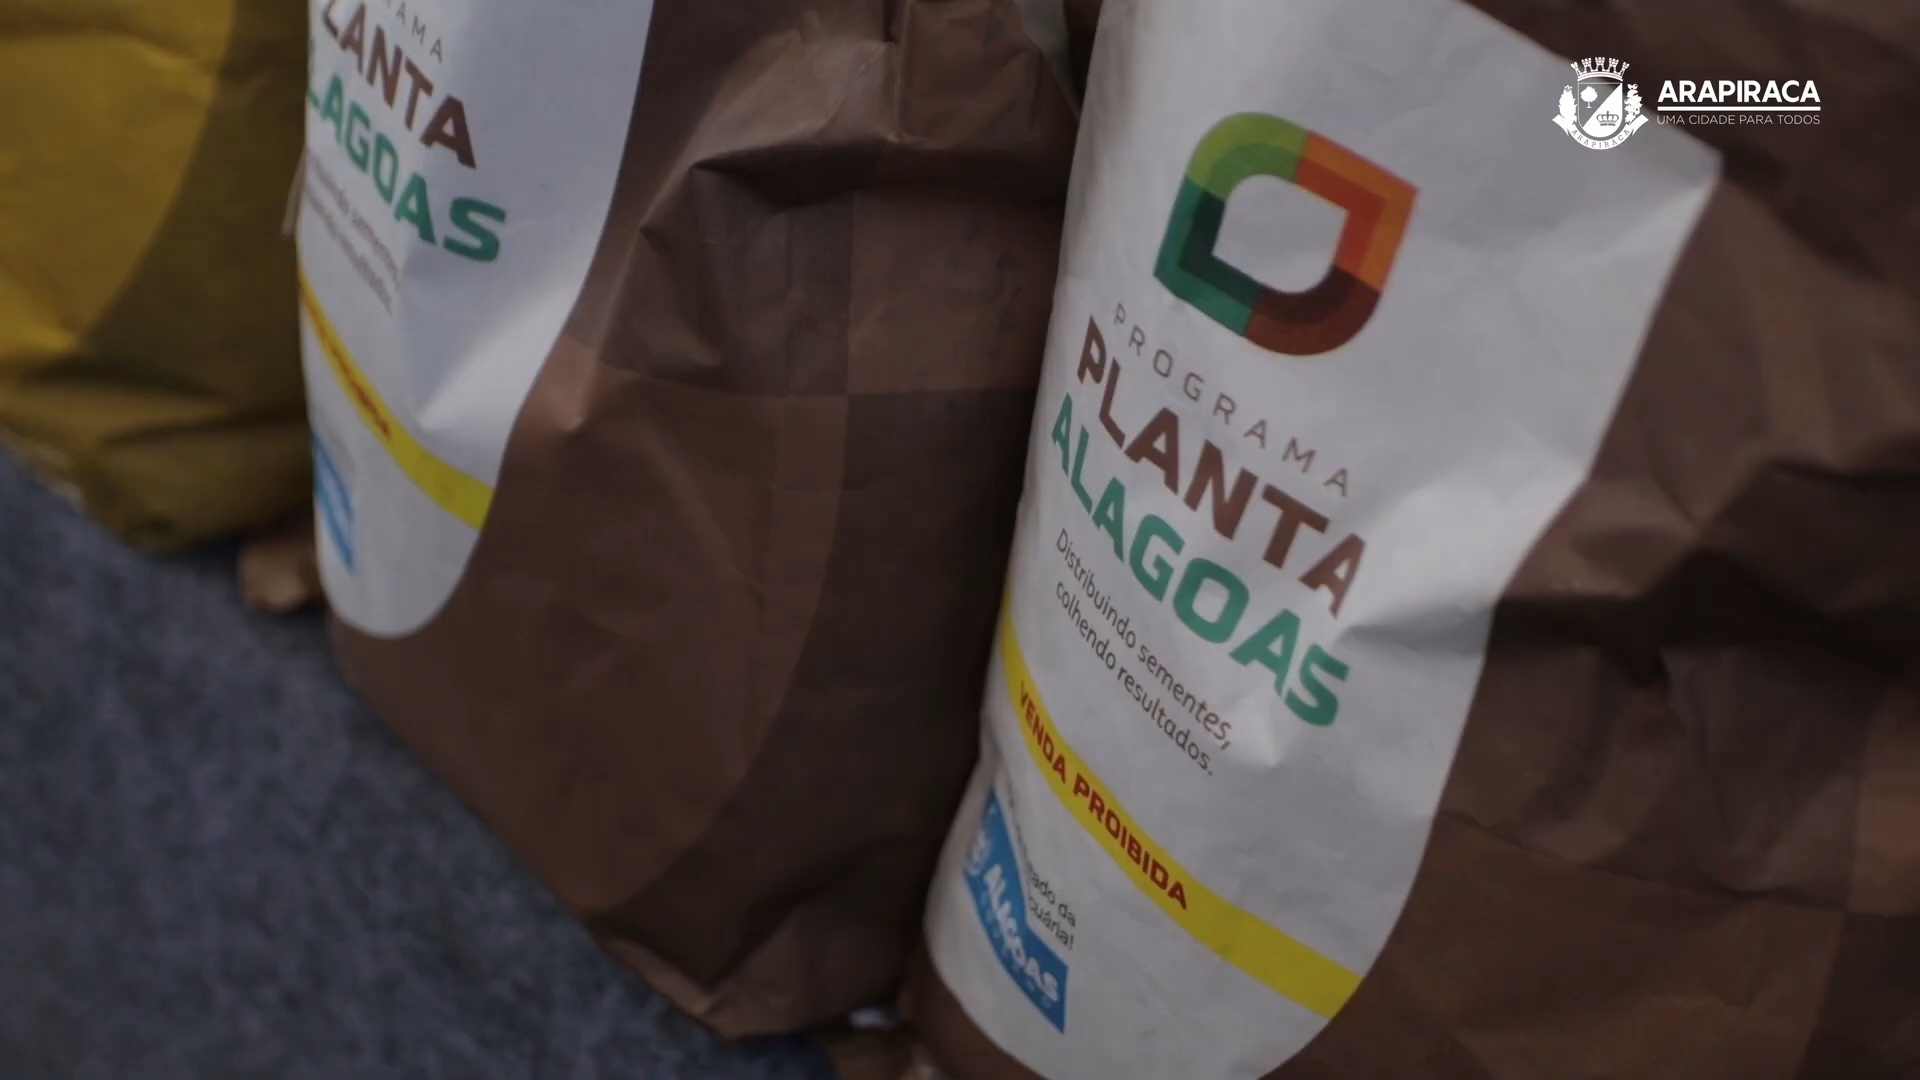 ARAPIRACA
UMA CIDADE PARA TODOS
PLANTA
ALAGOAS
PROGRAMA
PLANTA
ALAGOAS
Distribuindo sementes,
colhendo resultados.
VENDA PROIBIDA
ALAGOAS